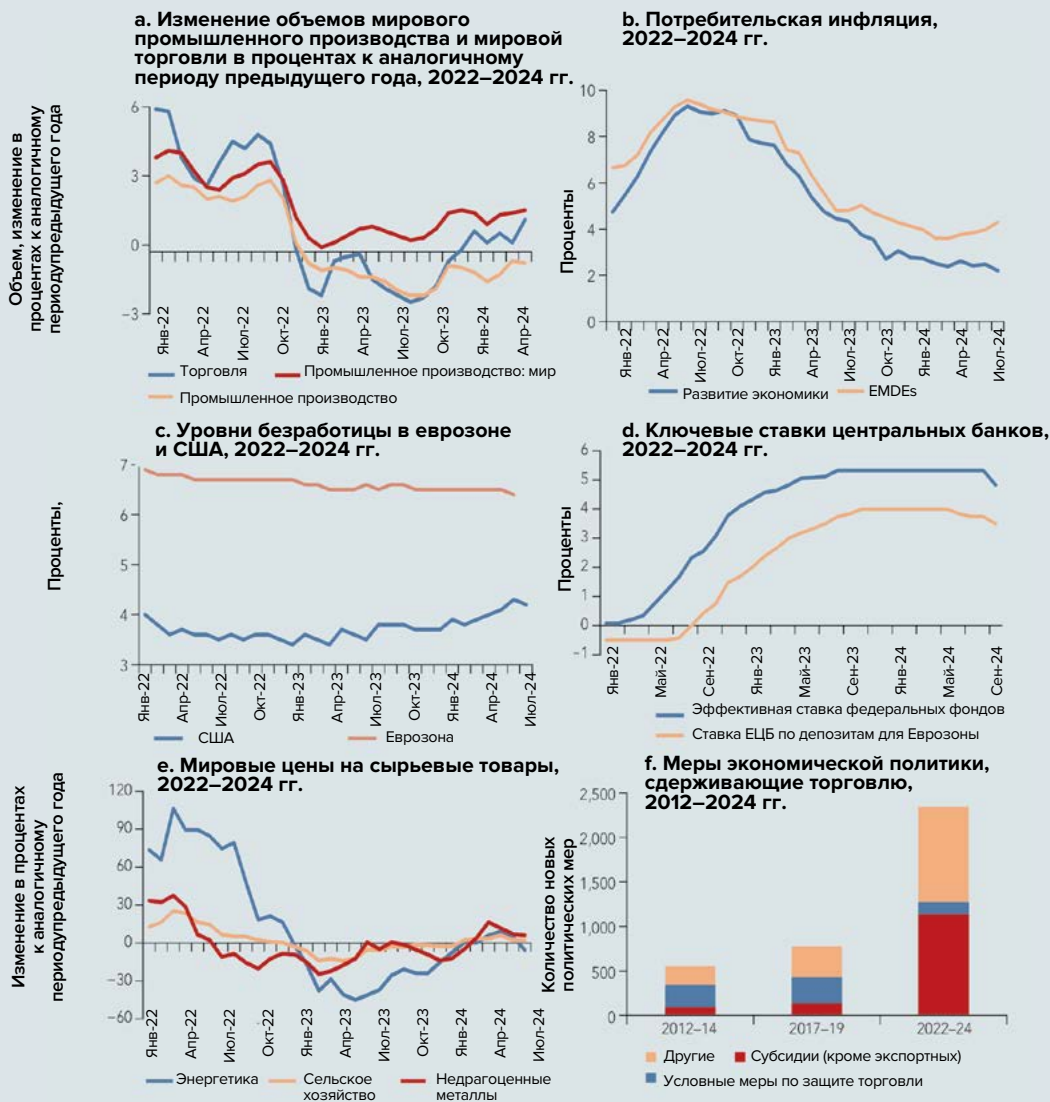 a. Изменение объемов мирового
промышленного производства и мировой
торговли в процентах к аналогичному
периоду предыдущего года, 2022–2024 гг.
Объем, изменение в
процентах к аналогичному
периодупредыдущего года
6
3
0
–3
Янв-22
Апр-22
Июл-22
Окт-22
Янв-23
Апр-23
Июл-23
Окт-23
Янв-24
Апр-24
Торговля
Промышленное производство: мир
Промышленное производство
b. Потребительская инфляция,
2022–2024 гг.
Проценты
10
8
6
4
2
0
Янв-22
Апр-22
Июл-22
Окт-22
Янв-23
Апр-23
Июл-23
Окт-23
Янв-24
Апр-24
Июл-24
Развитие экономики
EMDEs
c. Уровни безработицы в еврозоне
и США, 2022–2024 гг.
Проценты,
7
6
5
4
3
Янв-22
Апр-22
Июл-22
Окт-22
Янв-23
Апр-23
Июл-23
Окт-23
Янв-24
Апр-24
Июл-24
США
Еврозона
d. Ключевые ставки центральных банков,
2022–2024 гг.
Проценты
6
5
4
3
2
1
0
–1
Янв-22
Май-22
Сен-22
Янв-23
Май-23
Сен-23
Янв-24
Май-24
Сен-24
Эффективная ставка федеральных фондов
Ставка ЕЦБ по депозитам для Еврозоны
e. Мировые цены на сырьевые товары,
2022–2024 гг.
Изменение в процентах
к аналогичному
периодупредыдущего года
120
90
60
30
0
–30
–60
Янв-22
Апр-22
Июл-22
Окт-22
Янв-23
Апр-23
Июл-23
Окт-23
Янв-24
Апр-24
Июл-24
Энергетика
Сельское
хозяйство
Недрагоценные
металлы
f. Меры экономической политики,
сдерживающие торговлю,
2012–2024 гг.
Количество новых
политических мер
2,500
2,000
1,500
1,000
500
0
2012–14
2017–19
2022–24
Другие
Субсидии (кроме экспортных)
Условные меры по защите торговли